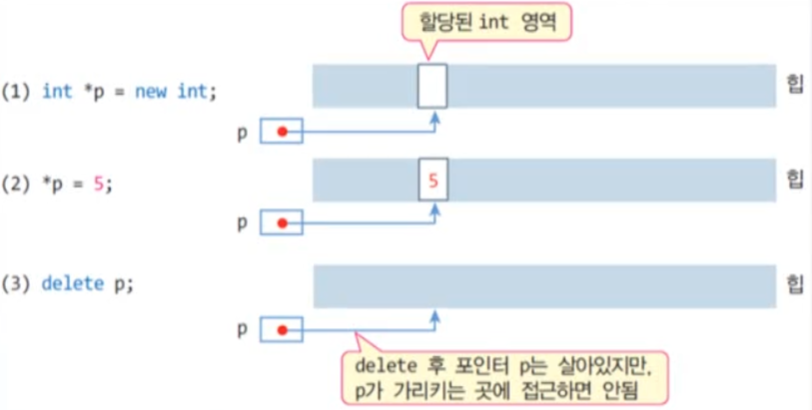 할당된 int 영역
(1) int *p = new int;
힙
p
(2) *p = 5;
5
힙
p
(3) delete p;
힙
p
delete 후 포인터 p는 살아있지만,
p가 가리키는 곳에 접근하면 안됨